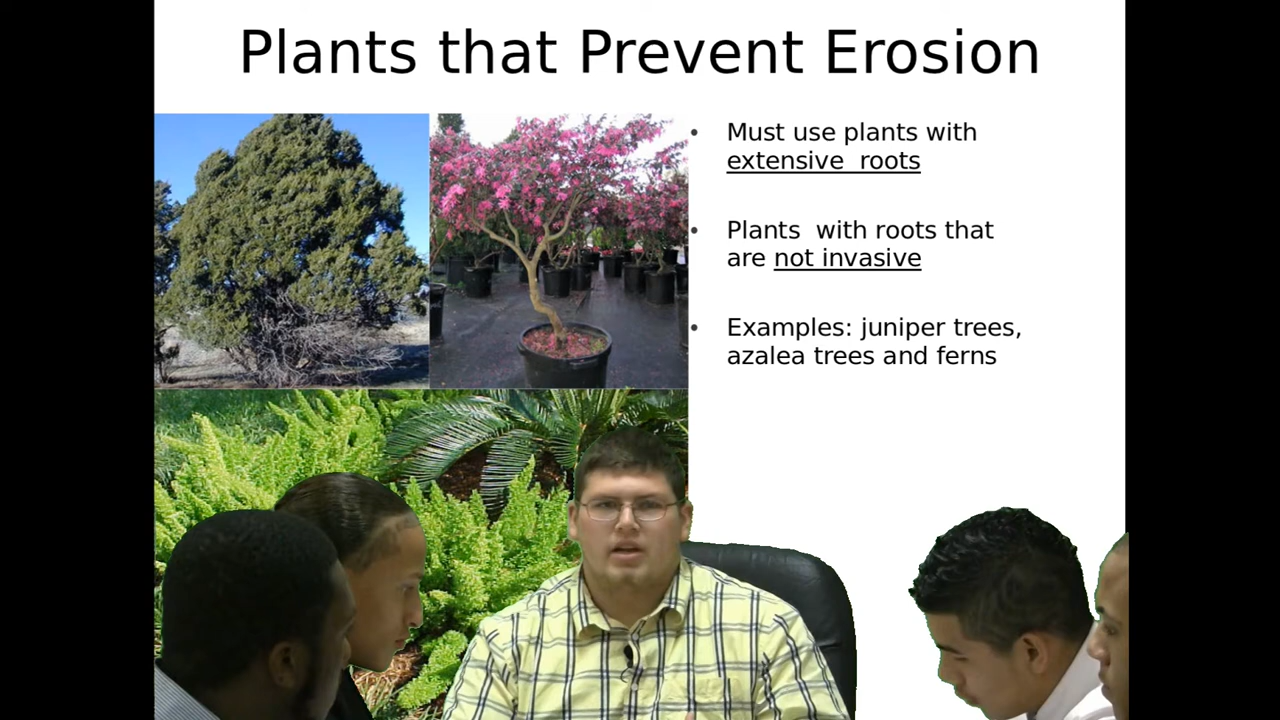 Plants that Prevent Erosion
• Must use plants with
extensive  roots
• Plants  with roots that
are not invasive
• Examples: juniper trees,
azalea trees and ferns